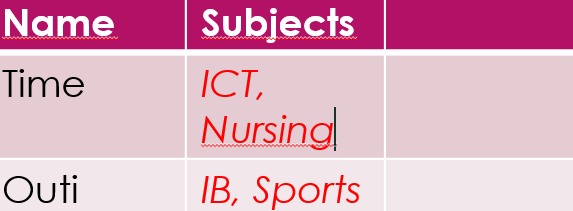 Name Subjects
Time ICT,
Nursing
Outi IB, Sports